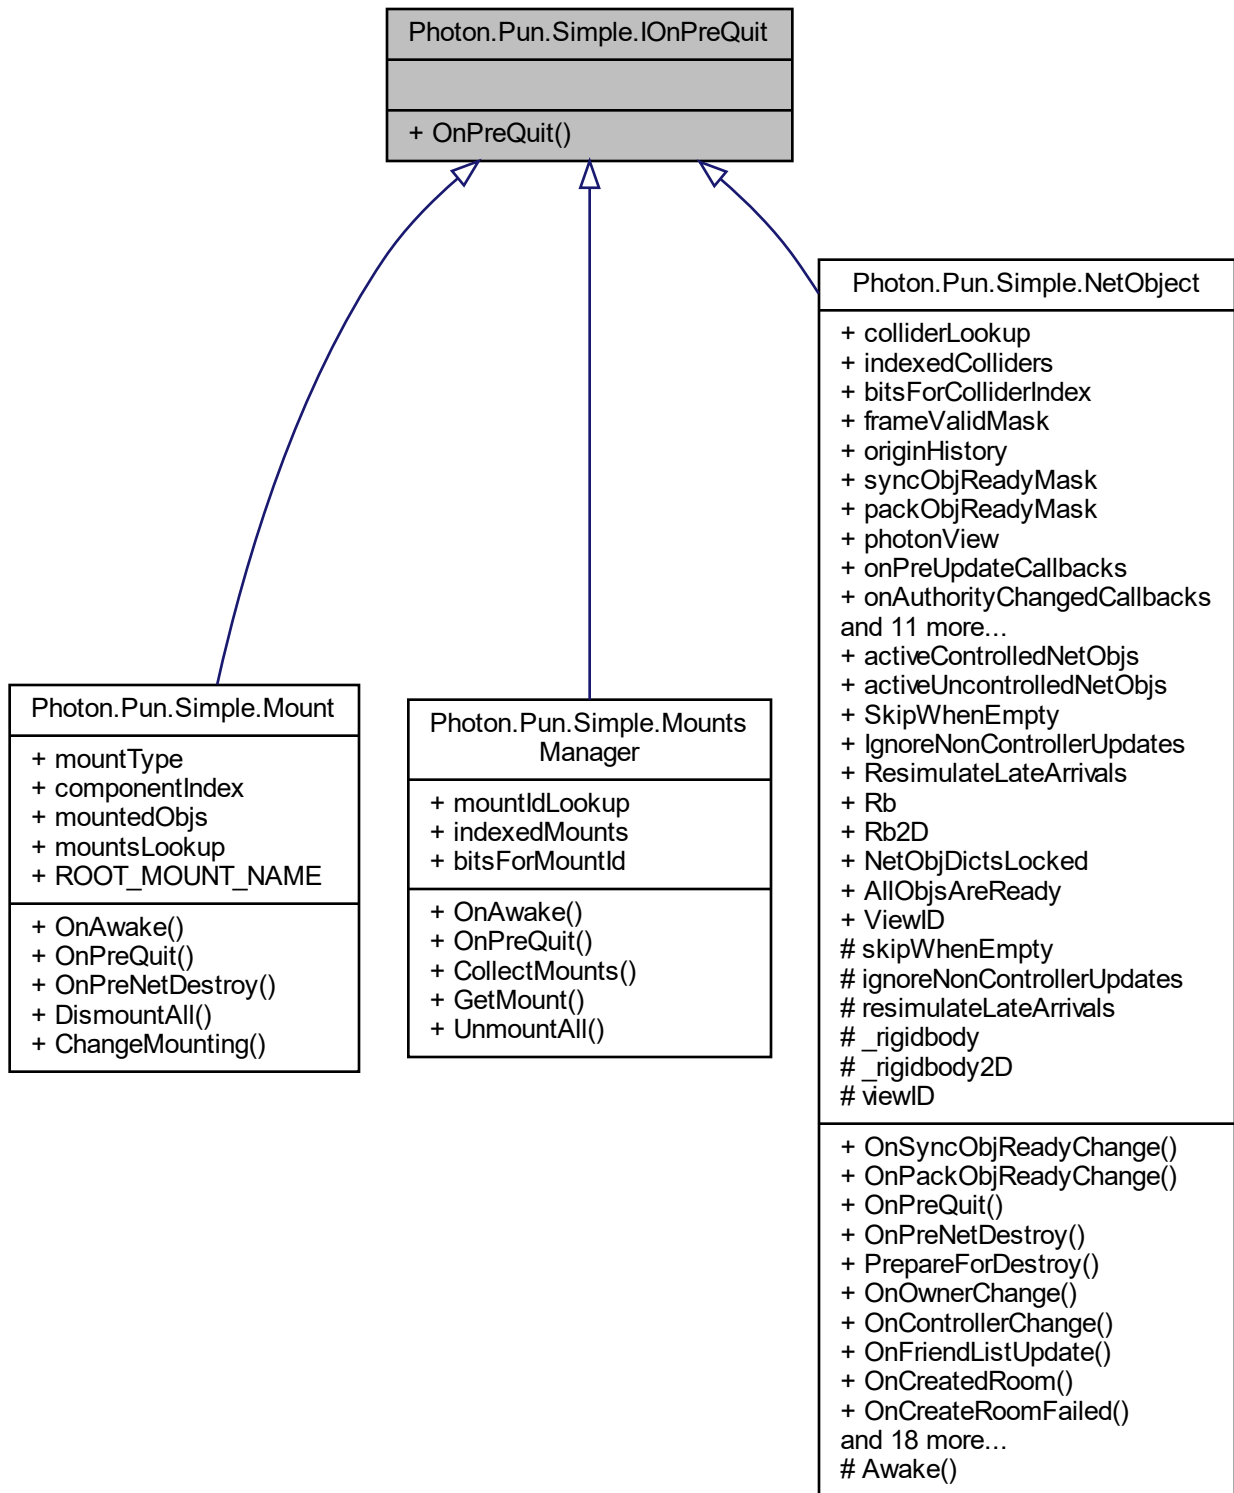 Photon.Pun.Simple.IOnPreQuit
+ OnPreQuit()
Photon.Pun.Simple.Mount
+ mountType
+ componentIndex
+ mountedObjs
+ mountsLookup
+ ROOT_MOUNT_NAME
+ OnAwake()
+ OnPreQuit()
+ OnPreNetDestroy()
+ DismountAll()
+ ChangeMounting()
Photon.Pun.Simple.Mounts
Manager
+ mountIdLookup
+ indexedMounts
+ bitsForMountId
+ OnAwake()
+ OnPreQuit()
+ CollectMounts()
+ GetMount()
+ UnmountAll()
Photon.Pun.Simple.NetObject
+ colliderLookup
+ indexedColliders
+ bitsForColliderIndex
+ frameValidMask
+ originHistory
+ syncObjReadyMask
+ packObjReadyMask
+ photonView
+ onPreUpdateCallbacks
+ onAuthorityChangedCallbacks
and 11 more...
+ activeControlledNetObjs
+ activeUncontrolledNetObjs
+ SkipWhenEmpty
+ IgnoreNonControllerUpdates
+ ResimulateLateArrivals
+ Rb
+ Rb2D
+ NetObjDictsLocked
+ AllObjsAreReady
+ ViewID
# skipWhenEmpty
# ignoreNonControllerUpdates
# resimulateLateArrivals
# _rigidbody
# _rigidbody2D
# viewID
+ OnSyncObjReadyChange()
+ OnPackObjReadyChange()
+ OnPreQuit()
+ OnPreNetDestroy()
+ PrepareForDestroy()
+ OnOwnerChange()
+ OnControllerChange()
+ OnFriendListUpdate()
+ OnCreatedRoom()
+ OnCreateRoomFailed()
and 18 more...
# Awake()